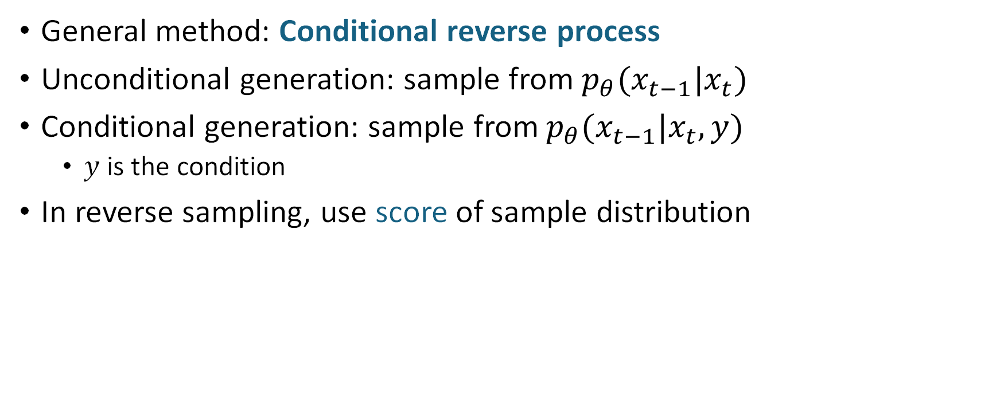 • General method: Conditional reverse process
• Unconditional generation: sample from $p_\theta(x_{t-1}|x_t)$
• Conditional generation: sample from $p_\theta(x_{t-1}|x_t, y)$
• $y$ is the condition
• In reverse sampling, use score of sample distribution